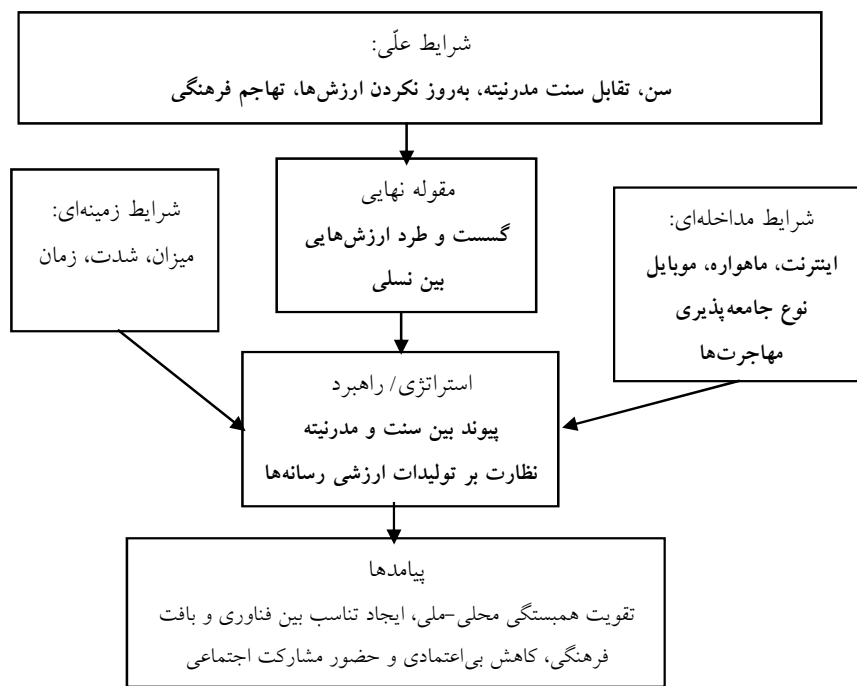 شرایط علّی:
سن، تقابل سنت مدرنیته، به‌روز نکردن ارزش‌ها، تهاجم فرهنگی
مقوله نهایی
گسست و طرد ارزش‌هایی
بین نسلی
شرایط مداخله‌ای:
اینترنت، ماهواره، موبایل
نوع جامعه‌پذیری
مهاجرت‌ها
شرایط زمینه‌ای:
میزان، شدت، زمان
استراتژی/ راهبرد
پیوند بین سنت و مدرنیته
نظارت بر تولیدات ارزشی رسانه‌ها
پیامدها
تقویت همبستگی محلی-ملی، ایجاد تناسب بین فناوری و بافت
فرهنگی، کاهش بی‌اعتمادی و حضور مشارکت اجتماعی